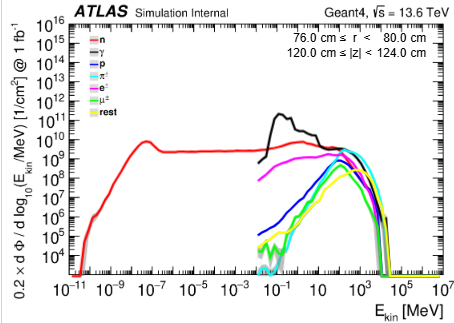 ATLAS Simulation Internal Geant4, √s = 13.6 TeV
76.0 cm ≤ r < 80.0 cm
120.0 cm ≤ |z| < 124.0 cm
n
γ
p
π±
e±
μ±
rest
10¹⁶
10¹⁵
10¹⁴
10¹³
10¹²
10¹¹
10¹⁰
10⁹
10⁸
10⁷
10⁶
10⁵
10⁴
0.2 × d Φ / d log₁₀(E_kin /MeV) [1/cm²] @ 1 fb⁻¹
10⁻¹¹ 10⁻⁹ 10⁻⁷ 10⁻⁵ 10⁻³ 10⁻¹ 10 10³ 10⁵ 10⁷
E_kin [MeV]